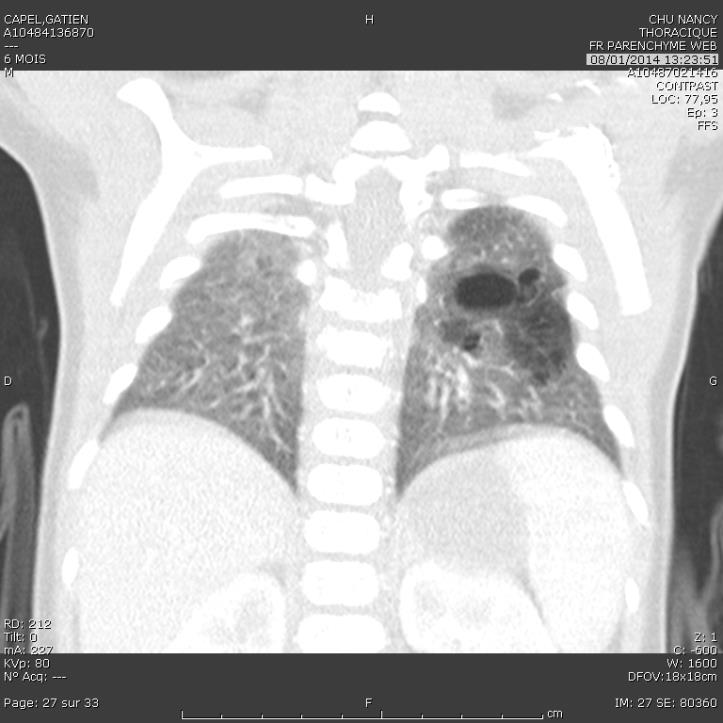 CAPEL,GATIEN
A10484136870
---
6 MOIS
M
H
CHU NANCY
THORACIQUE
FR PARENCHYME WEB
08/01/2014 13:23:51
A10487021416
CONTRAST
LOC: 77,95
Ep: 3
FFS
D
G
RD: 212
Tilt: 0
mA: 227
KVp: 80
N° Acq: ---
Page: 27 sur 33
F
cm
Z: 1
C: -600
W: 1600
DFOV:18x18cm
IM: 27 SE: 80360